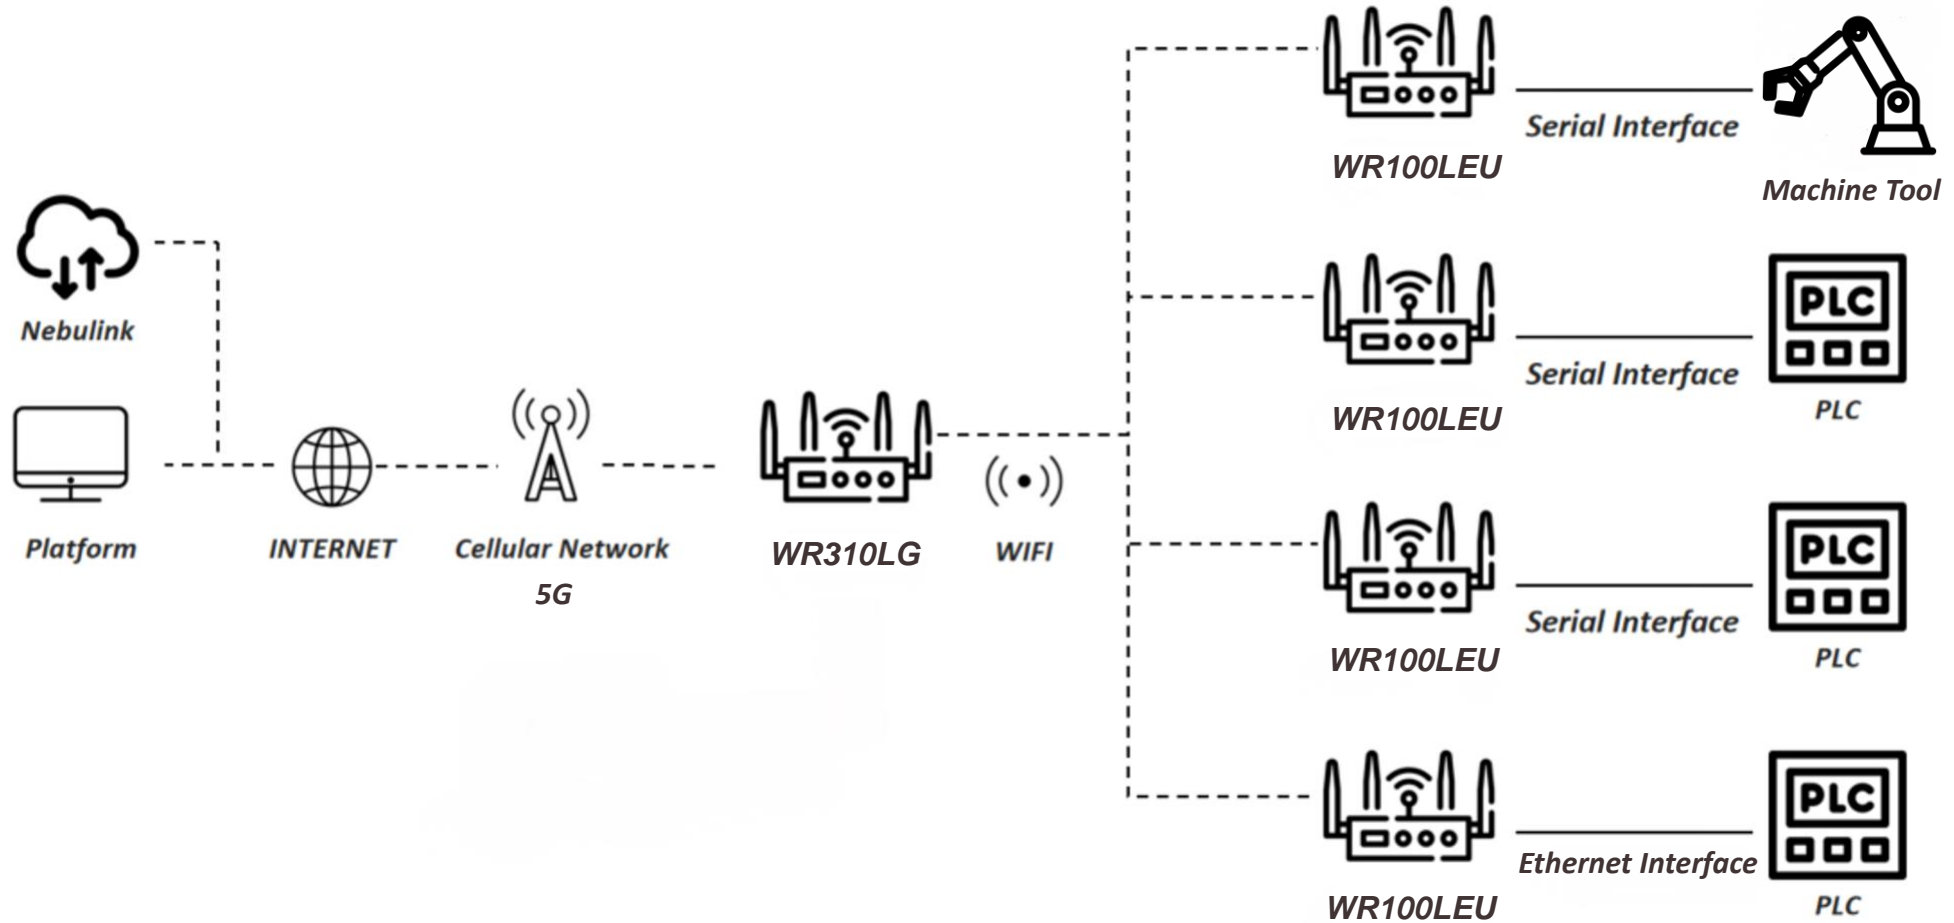 Nebulink
Platform
INTERNET
Cellular Network
5G
WR310LG
WIFI
WR100LEU
Serial Interface
Machine Tool
WR100LEU
Serial Interface
PLC
PLC
WR100LEU
Serial Interface
PLC
PLC
WR100LEU
Ethernet Interface
PLC
PLC